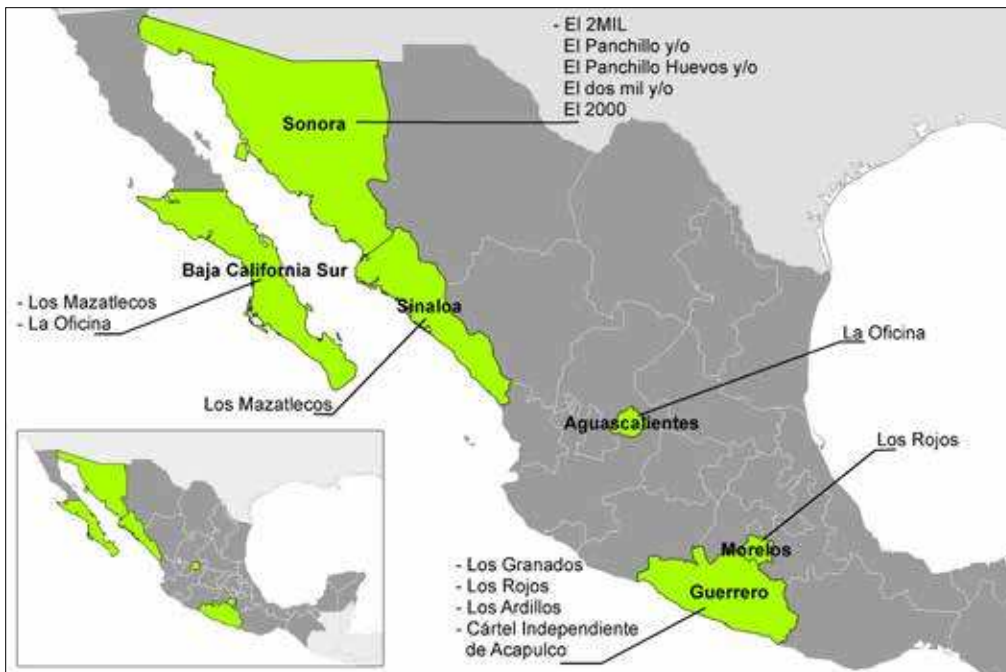 - El 2MIL
El Panchillo y/o
El Panchillo Huevos y/o
El dos mil y/o
El 2000
Sonora
Baja California Sur
- Los Mazatlecos
- La Oficina
Sinaloa
Los Mazatlecos
La Oficina
Aguascalientes
Los Rojos
Morelos
- Los Granados
- Los Rojos
- Los Ardillos
- Cártel Independiente
de Acapulco
Guerrero